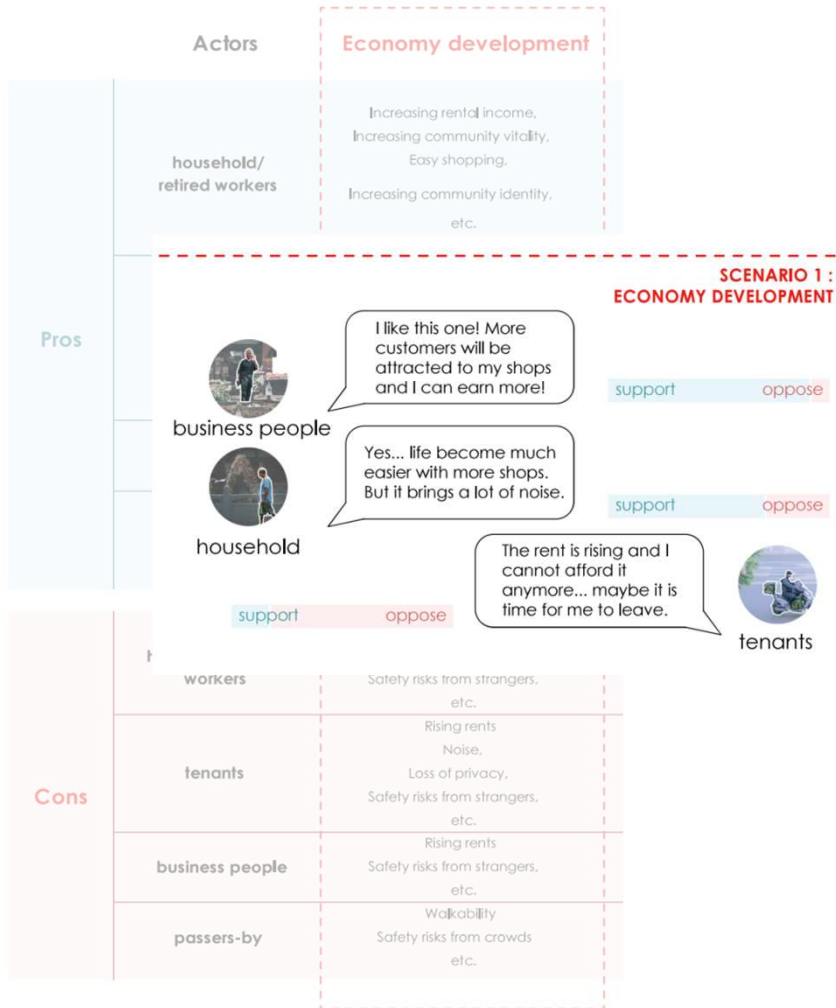 Actors
Economy development
Pros
household/
retired workers
Increasing rental income,
Increasing community vitality,
Easy shopping,
Increasing community identity,
etc.
SCENARIO 1 :
ECONOMY DEVELOPMENT
I like this one! More
customers will be
attracted to my shops
and I can earn more!
support oppose
business people
Yes... life become much
easier with more shops.
But it brings a lot of noise.
support oppose
household
The rent is rising and I
cannot afford it
anymore... maybe it is
time for me to leave.
support oppose
tenants
Cons
workers
Safety risks from strangers,
etc.
tenants
Rising rents
Noise,
Loss of privacy,
Safety risks from strangers,
etc.
business people
Rising rents
Safety risks from strangers,
etc.
passers-by
Walkability
Safety risks from crowds
etc.